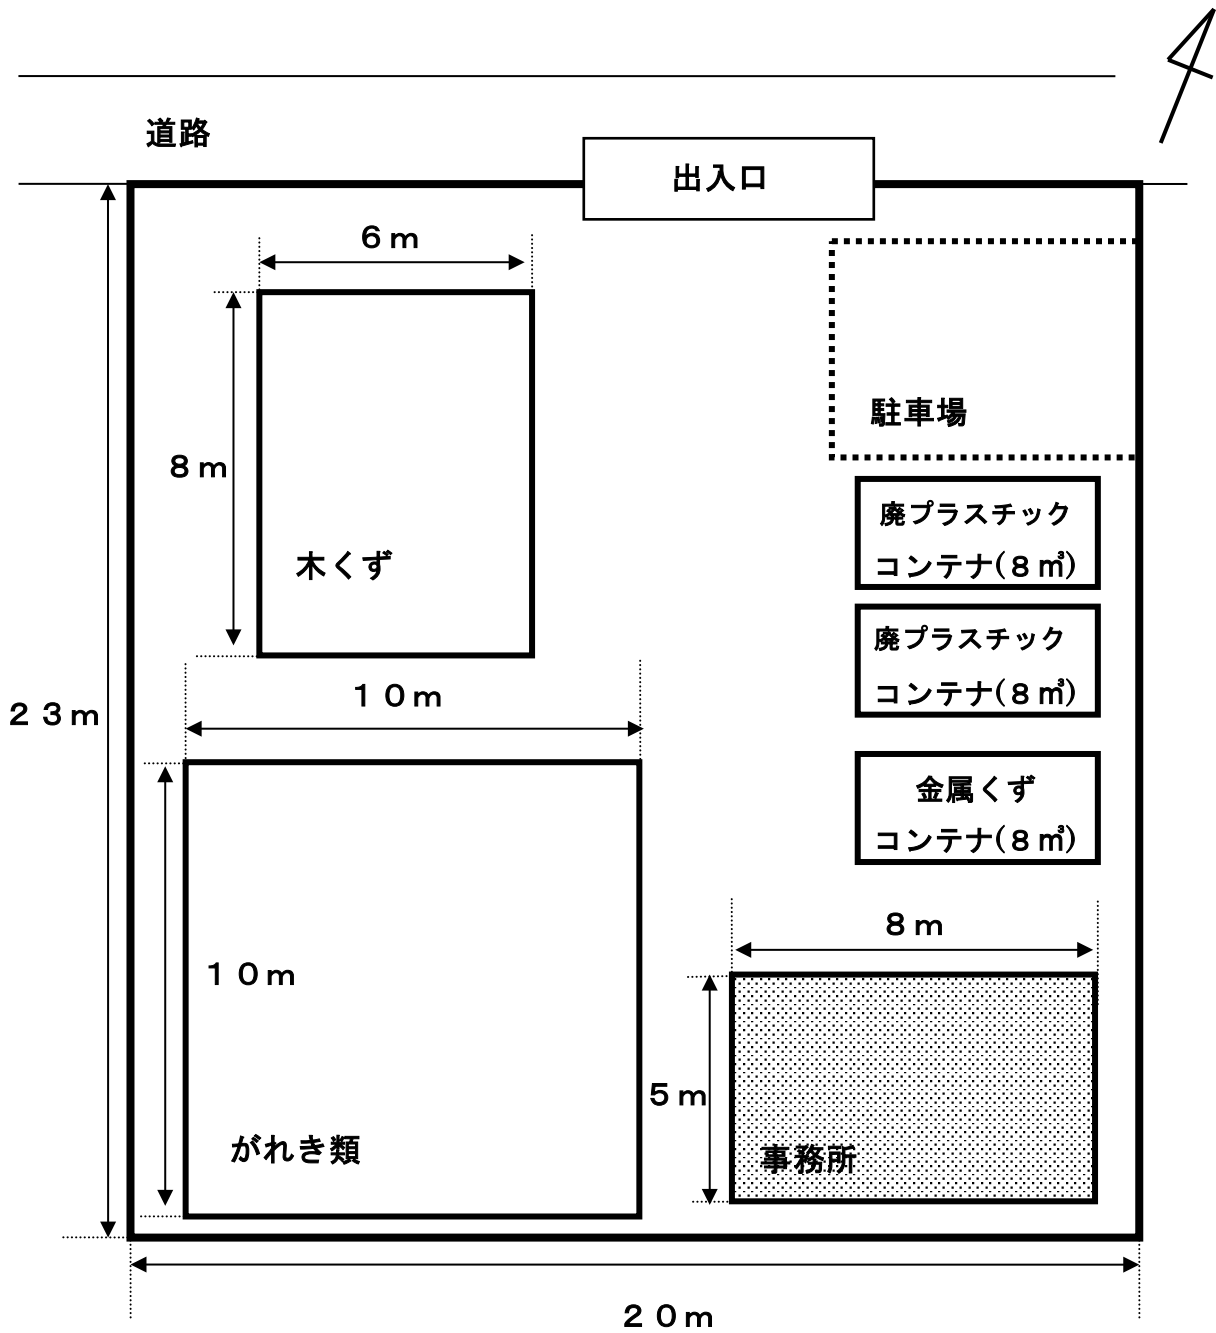 道路
出入口
６ｍ
８ｍ
木くず
駐車場
廃プラスチック
コンテナ(８㎥)
廃プラスチック
コンテナ(８㎥)
１０ｍ
２３ｍ
金属くず
コンテナ(８㎥)
８ｍ
１０ｍ
がれき類
５ｍ
事務所
２０ｍ